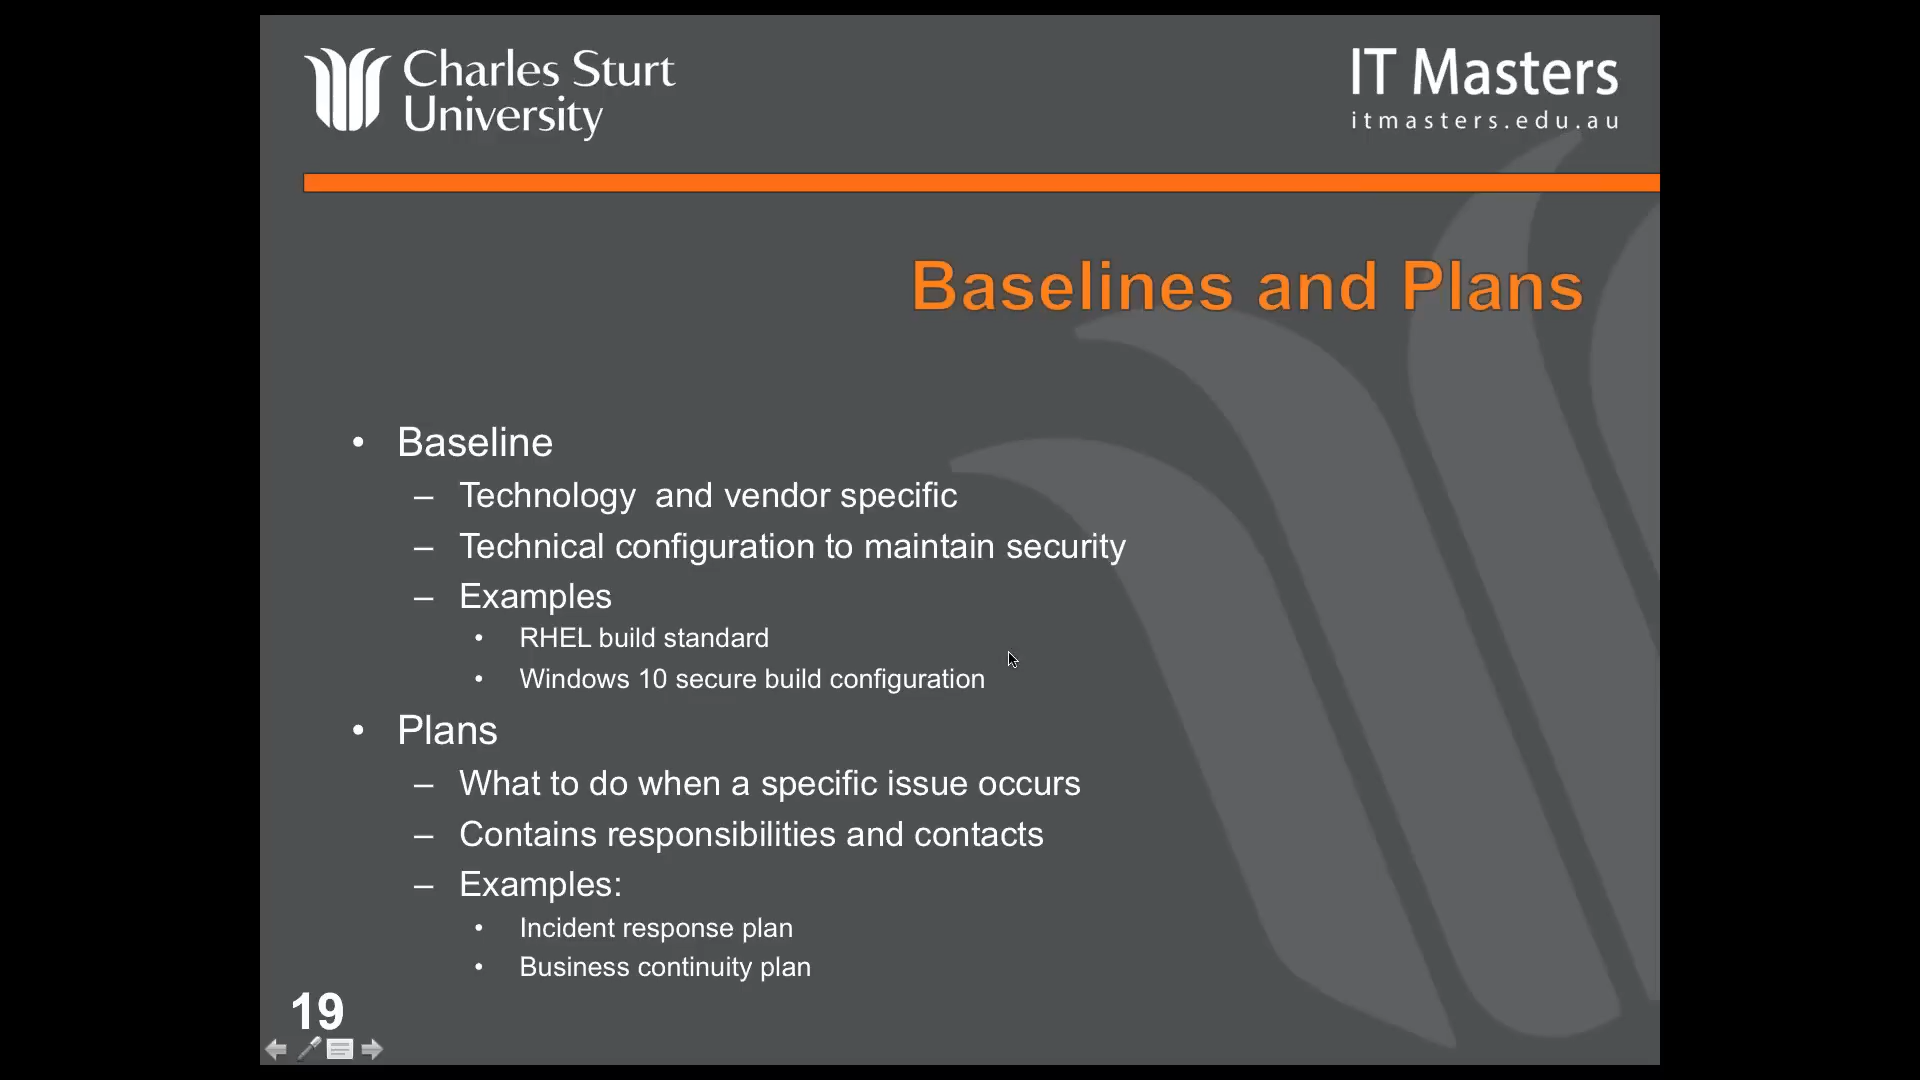 Charles Sturt
University
IT Masters
itmasters.edu.au
Baselines and Plans
• Baseline
– Technology  and vendor specific
– Technical configuration to maintain security
– Examples
• RHEL build standard
• Windows 10 secure build configuration
• Plans
– What to do when a specific issue occurs
– Contains responsibilities and contacts
– Examples:
• Incident response plan
• Business continuity plan
19